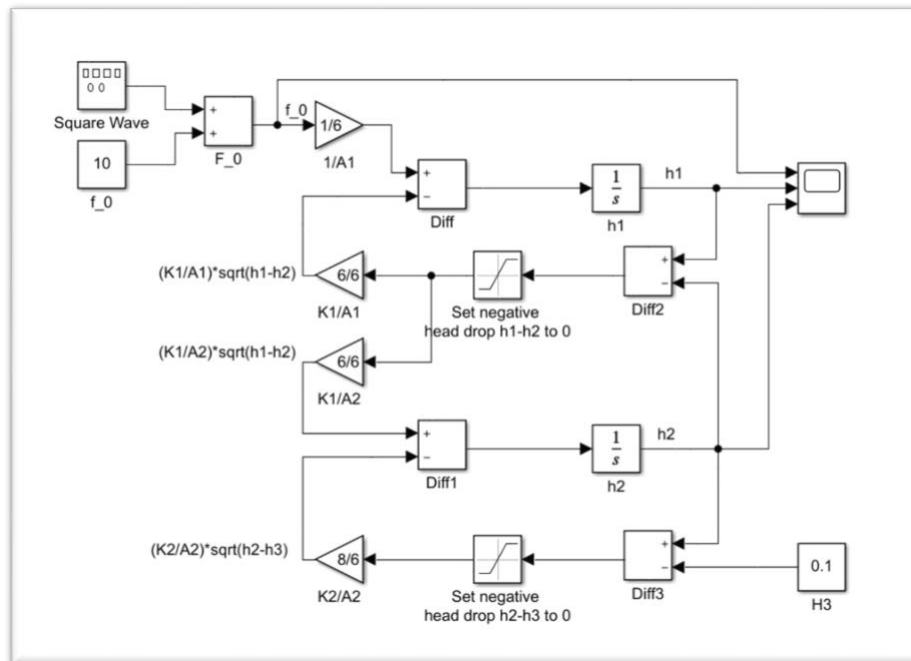 0 0
Square Wave
+
+
F_0
f_0
1/6
1/A1
10
f_0
+
−
Diff
1
s
h1
h1
(K1/A1)*sqrt(h1-h2)
6/6
K1/A1
Set negative
head drop h1-h2 to 0
+
−
Diff2
(K1/A2)*sqrt(h1-h2)
6/6
K1/A2
+
−
Diff1
1
s
h2
h2
(K2/A2)*sqrt(h2-h3)
8/6
K2/A2
Set negative
head drop h2-h3 to 0
+
−
Diff3
0.1
H3